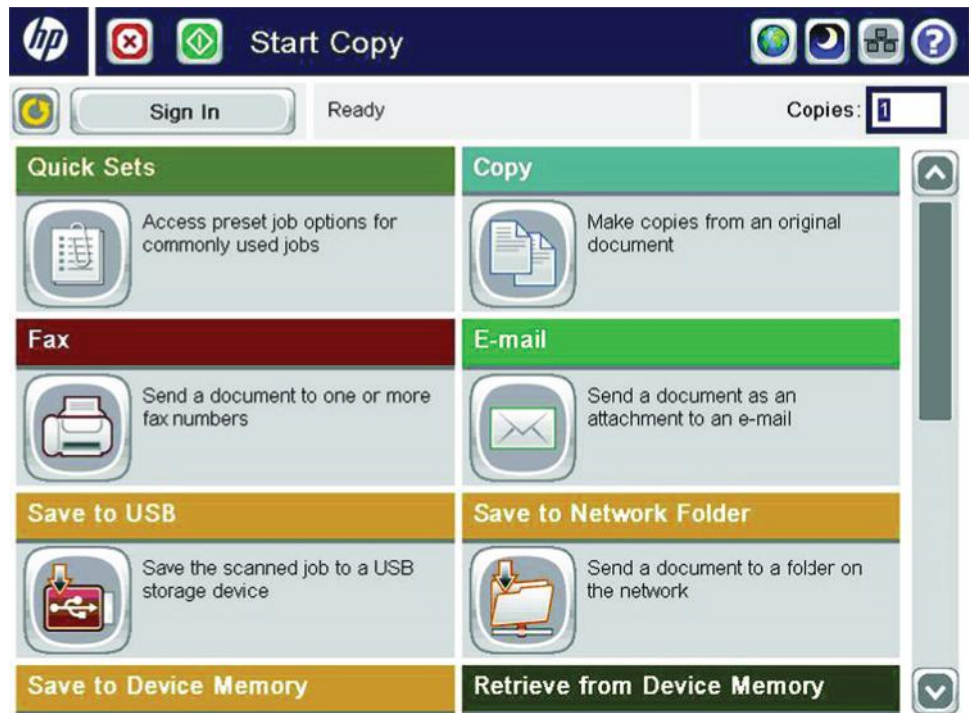 hp
Start Copy
?
Sign In
Ready
Copies: 1
Quick Sets
Access preset job options for
commonly used jobs
Copy
Make copies from an original
document
Fax
Send a document to one or more
fax numbers
E-mail
Send a document as an
attachment to an e-mail
Save to USB
Save the scanned job to a USB
storage device
Save to Network Folder
Send a document to a folder on
the network
Save to Device Memory
Retrieve from Device Memory